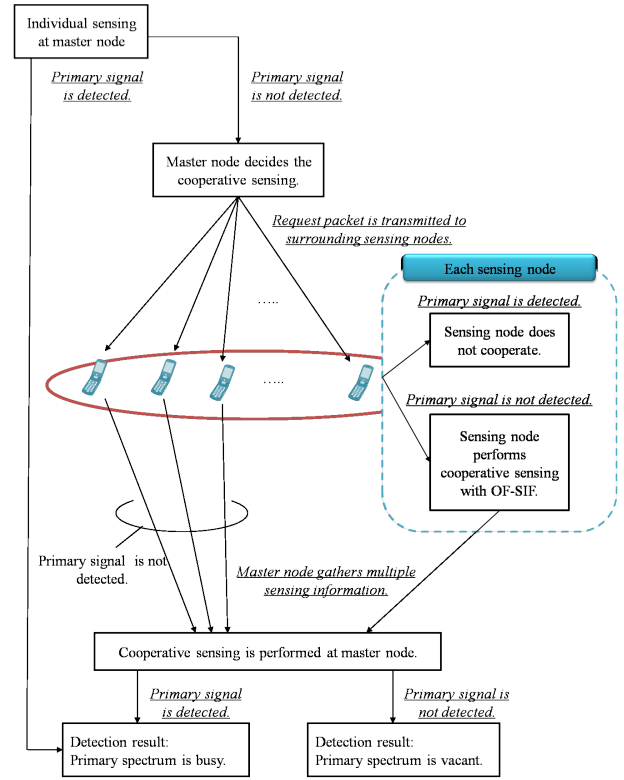 Individual sensing
at master node
Primary signal
is detected.
Primary signal
is not detected.
Master node decides the
cooperative sensing.
Request packet is transmitted to
surrounding sensing nodes.
Each sensing node
.....
Primary signal is detected.
Sensing node does
not cooperate.
.....
Primary signal is not detected.
Sensing node
performs
cooperative sensing
with OF-SIF.
Primary signal is not
detected.
Master node gathers multiple
sensing information.
Cooperative sensing is performed at master node.
Primary signal
is detected.
Primary signal is
not detected.
Detection result:
Primary spectrum is busy.
Detection result:
Primary spectrum is vacant.